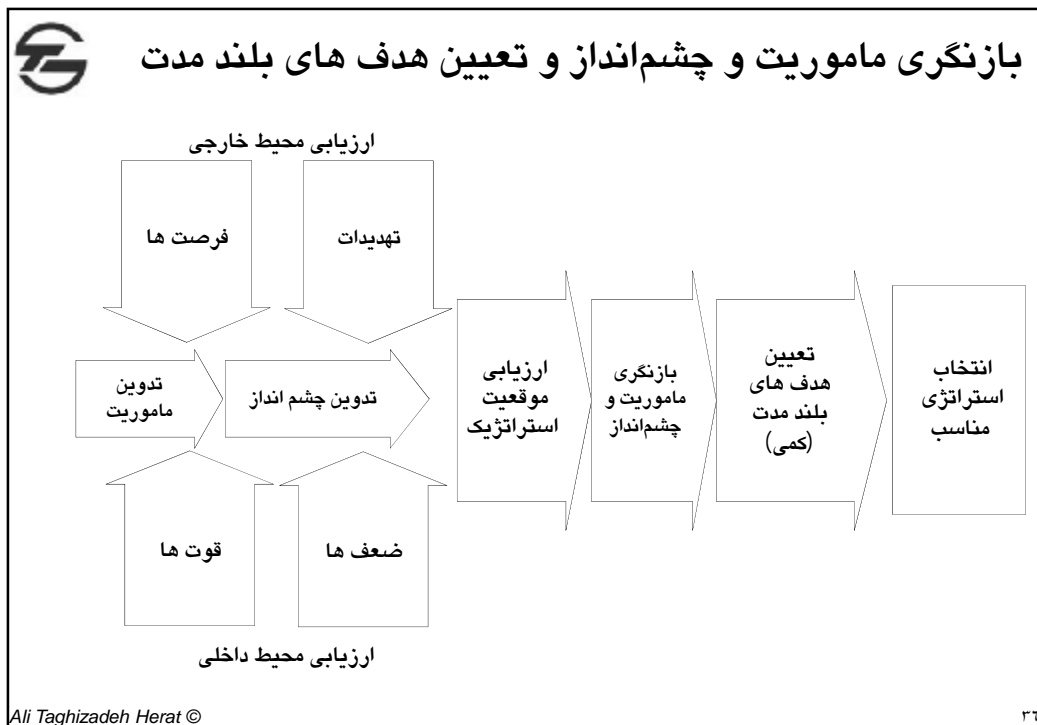 بازنگری ماموریت و چشم‌انداز و تعیین هدف های بلند مدت
ارزیابی محیط خارجی
فرصت ها
تهدیدات
تدوین
ماموریت
تدوین چشم انداز
ارزیابی
موقعیت
استراتژیک
بازنگری
ماموریت و
چشم‌انداز
تعیین
هدف های
بلند مدت
(کمی)
انتخاب
استراتژی
مناسب
قوت ها
ضعف ها
ارزیابی محیط داخلی
Ali Taghizadeh Herat ©
۳۶